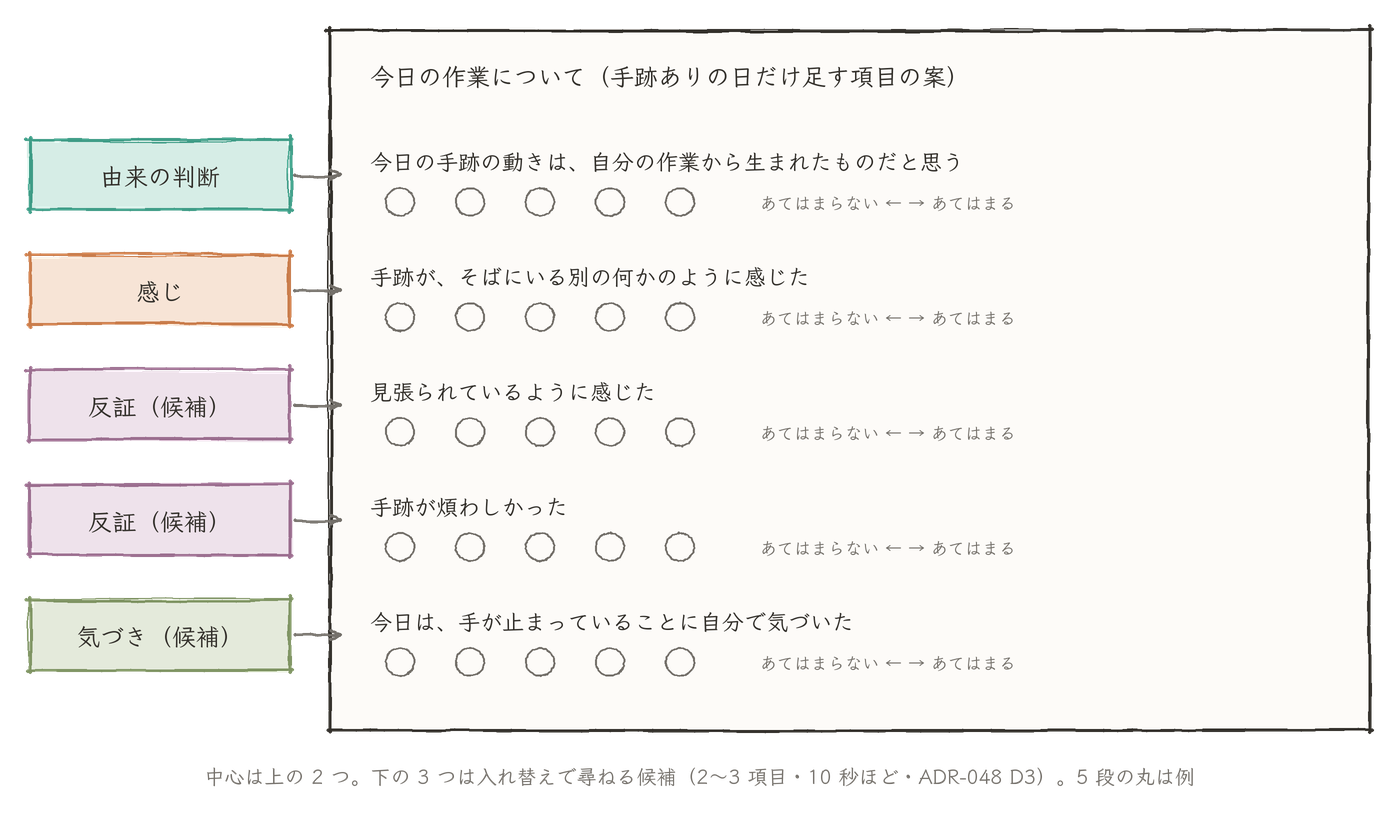 今日の作業について（手跡ありの日だけ足す項目の案）
由来の判断
今日の手跡の動きは、自分の作業から生まれたものだと思う
あてはまらない ← → あてはまる
感じ
手跡が、そばにいる別の何かのように感じた
あてはまらない ← → あてはまる
反証（候補）
見張られているように感じた
あてはまらない ← → あてはまる
反証（候補）
手跡が煩わしかった
あてはまらない ← → あてはまる
気づき（候補）
今日は、手が止まっていることに自分で気づいた
あてはまらない ← → あてはまる
中心は上の 2 つ。下の 3 つは入れ替えで尋ねる候補（2〜3 項目・10 秒ほど・ADR-048 D3）。5 段の丸は例